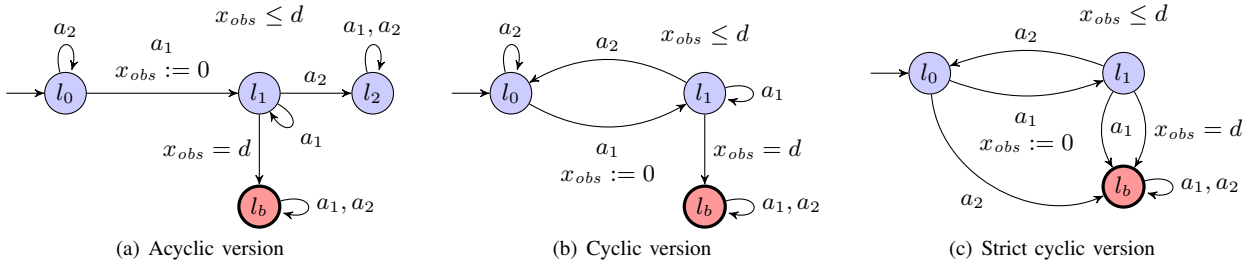 x_obs ≤ d
a_2
a_1
x_obs := 0
a_1, a_2
l_0
l_1
a_2
l_2
a_1
x_obs = d
l_b
a_1, a_2
(a) Acyclic version
x_obs ≤ d
a_2
a_2
l_0
l_1
a_1
a_1
x_obs := 0
x_obs = d
l_b
a_1, a_2
(b) Cyclic version
x_obs ≤ d
a_2
l_0
l_1
a_1
x_obs := 0
a_1
x_obs = d
a_2
l_b
a_1, a_2
(c) Strict cyclic version